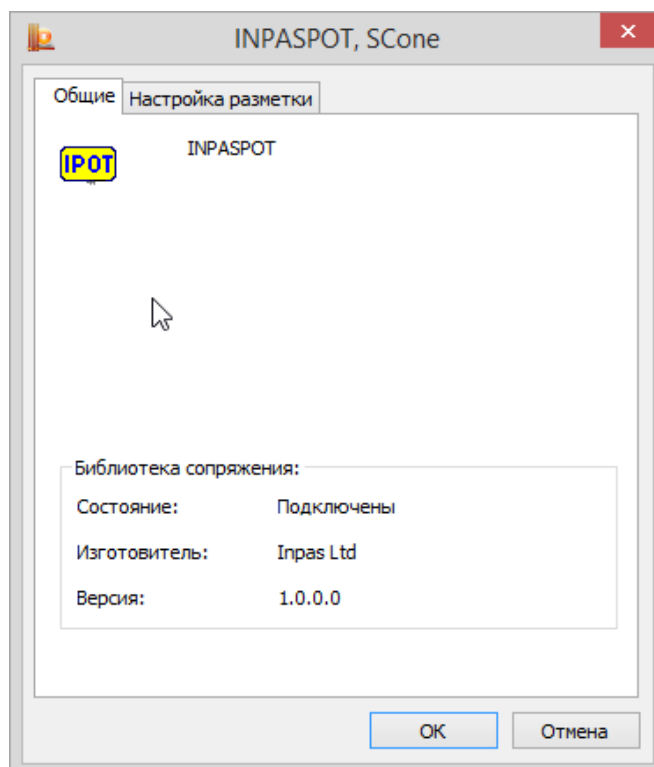 INPASPOT, SCone
Общие Настройка разметки
IPOT INPASPOT
Библиотека сопряжения:
Состояние: Подключены
Изготовитель: Inpas Ltd
Версия: 1.0.0.0
OK Отмена